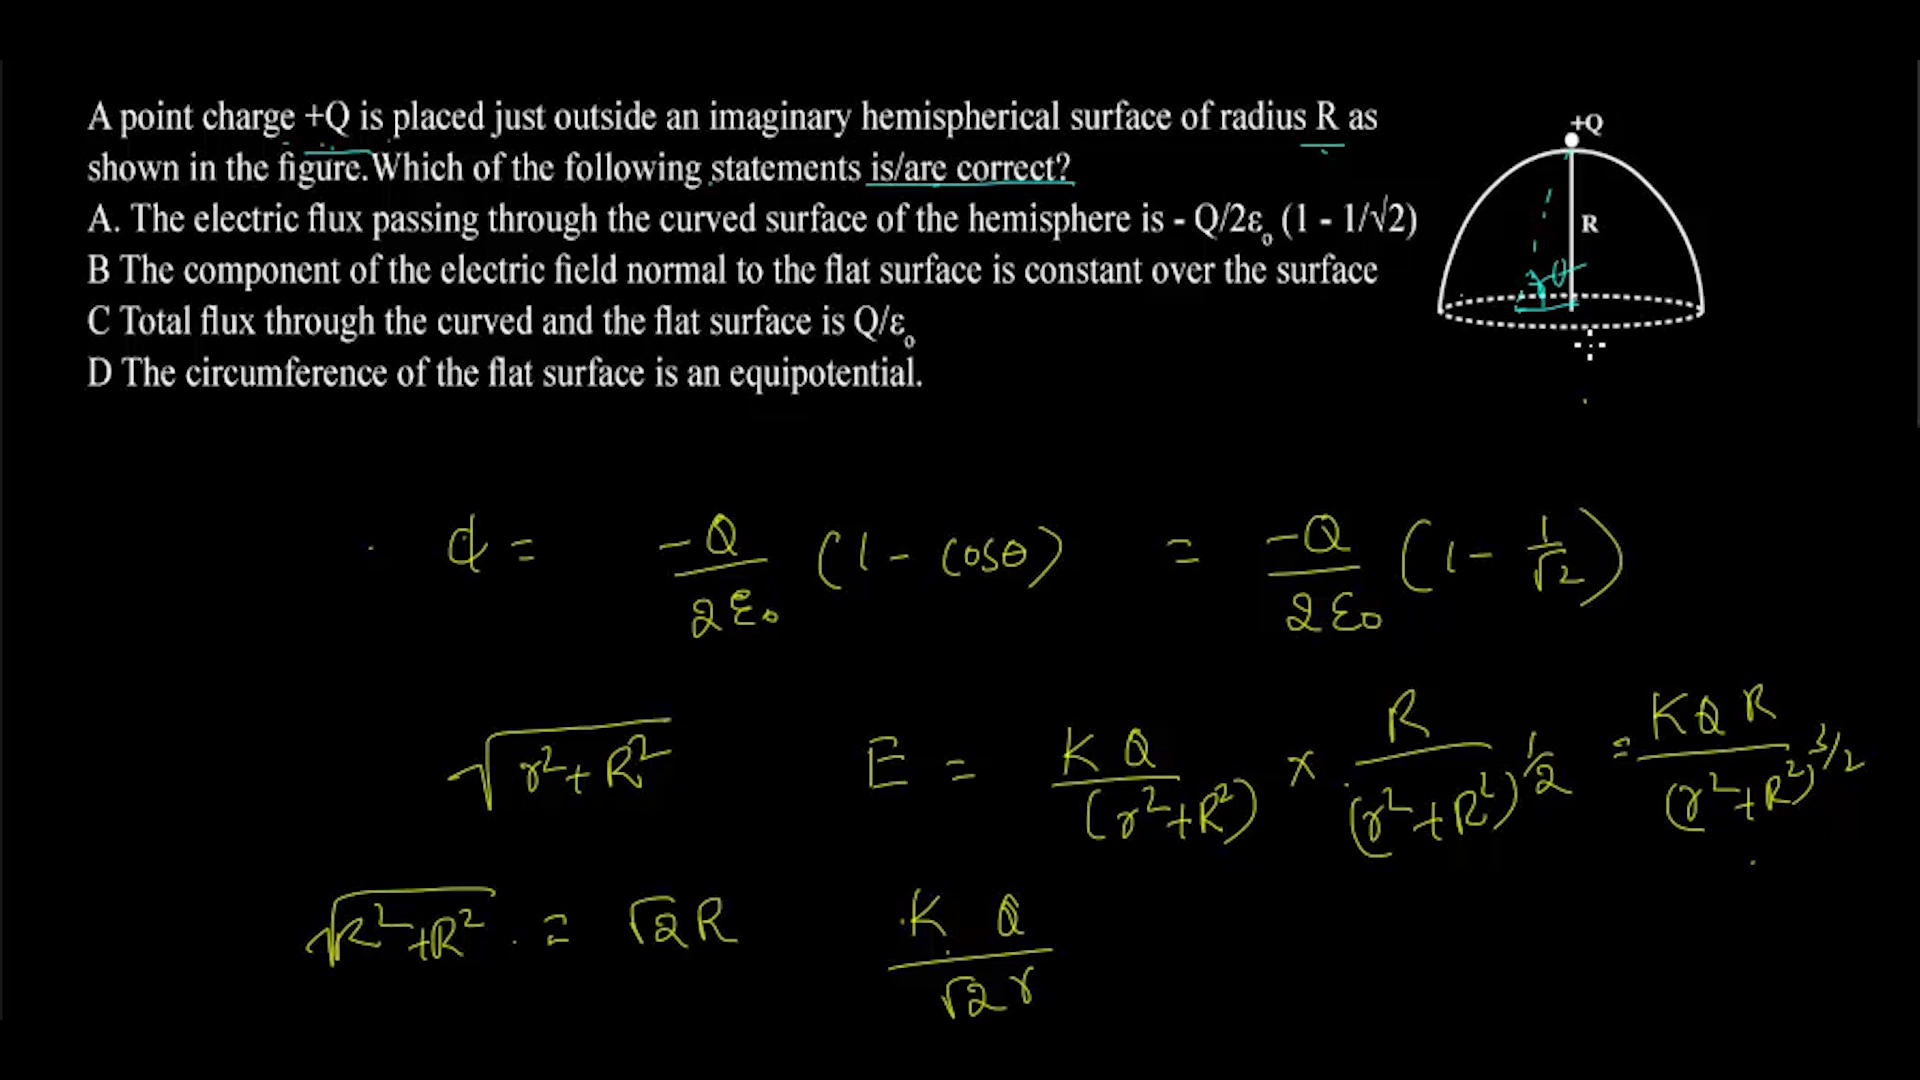 A point charge +Q is placed just outside an imaginary hemispherical surface of radius R as
shown in the figure.Which of the following statements is/are correct?
A. The electric flux passing through the curved surface of the hemisphere is - Q/2ε₀ (1 - 1/√2)
B The component of the electric field normal to the flat surface is constant over the surface
C Total flux through the curved and the flat surface is Q/ε₀
D The circumference of the flat surface is an equipotential.
+Q
R
r θ
ϕ = -Q/2ε₀ (1 - cosθ) = -Q/2ε₀ (1 - 1/√2)
√(r²+R²) E = KQ/(r²+R²) × R/(r²+R²)^1/2 = KQR/(r²+R²)^3/2
√(R²+R²) = √2R KQ/√2r